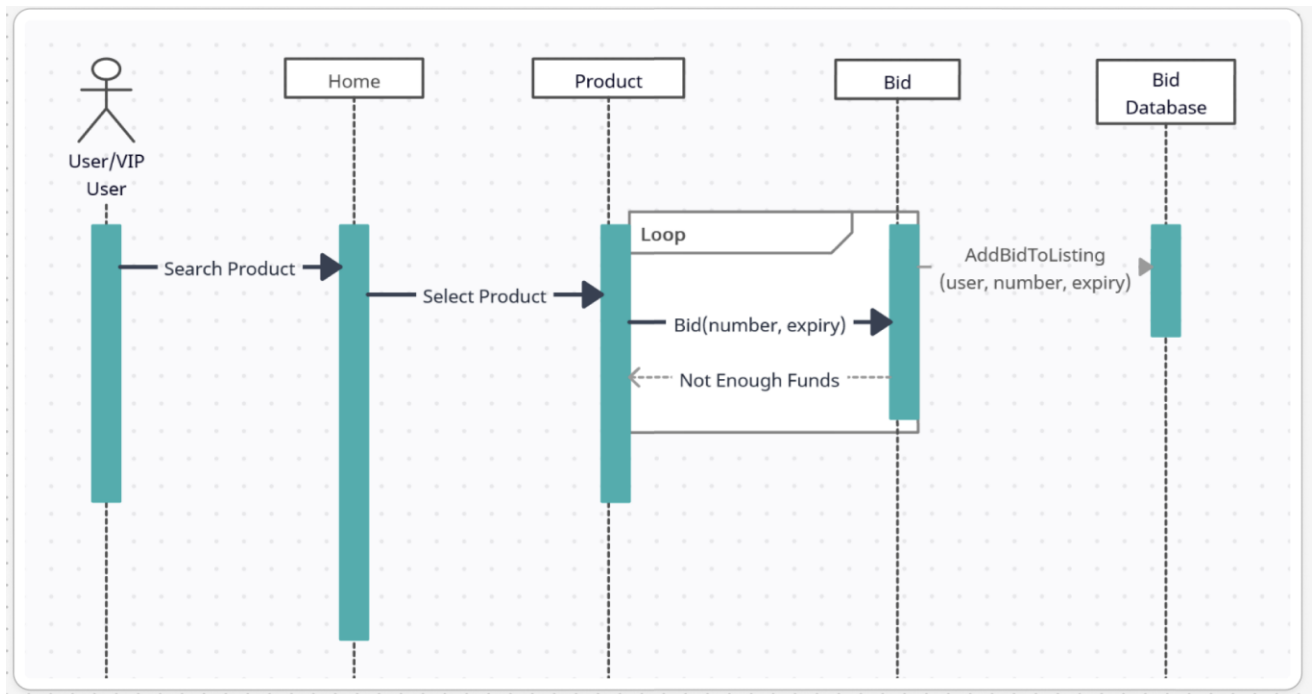 Home
Product
Bid
Bid
Database
User/VIP
User
Loop
Search Product
AddBidToListing
(user, number, expiry)
Select Product
Bid(number, expiry)
Not Enough Funds